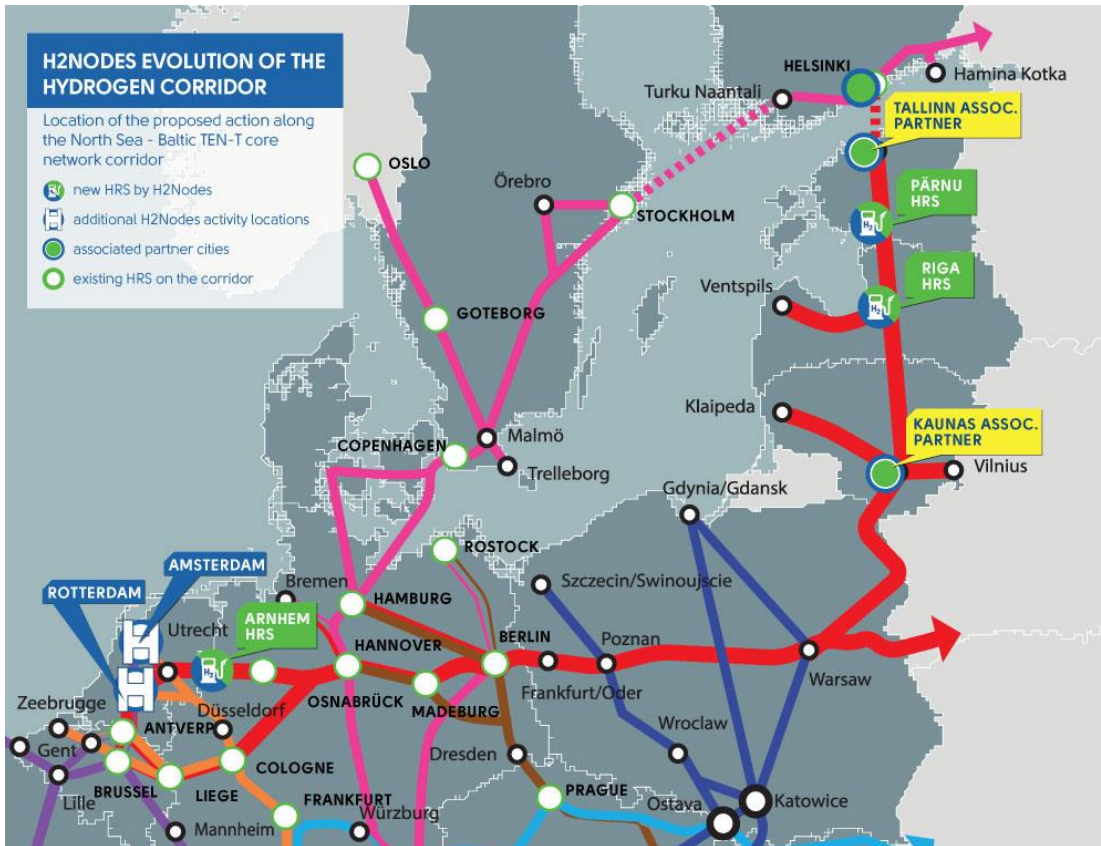 H2NODES EVOLUTION OF THE
HYDROGEN CORRIDOR
Location of the proposed action along
the North Sea - Baltic TEN-T core
network corridor
new HRS by H2Nodes
additional H2Nodes activity locations
associated partner cities
existing HRS on the corridor
HELSINKI
Hamina Kotka
Turku Naantali
TALLINN ASSOC.
PARTNER
OSLO
Örebro
STOCKHOLM
PÄRNU
HRS
H2
RIGA
HRS
Ventspils
H2
GOTEBORG
Klaipeda
KAUNAS ASSOC.
PARTNER
Malmö
COPENHAGEN
Trelleborg
Vilnius
Gdynia/Gdansk
ROSTOCK
AMSTERDAM
Bremen
Szczecin/Swinoujscie
ROTTERDAM
HAMBURG
ARNHEM
HRS
Utrecht
HANNOVER
BERLIN
Poznan
H2
Warsaw
Frankfurt/Oder
OSNABRÜCK
Zeebrugge
Düsseldorf
MADEBURG
ANTVERP
Wroclaw
Gent
Dresden
COLOGNE
Lille
BRUSSEL
LIEGE
FRANKFURT
PRAGUE
Ostava
Katowice
Würzburg
Mannheim